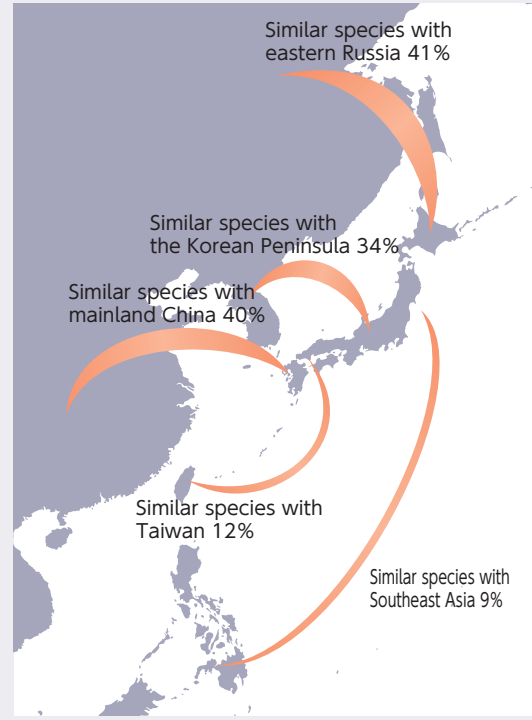 Similar species with
eastern Russia 41%
Similar species with
the Korean Peninsula 34%
Similar species with
mainland China 40%
Similar species with
Taiwan 12%
Similar species with
Southeast Asia 9%